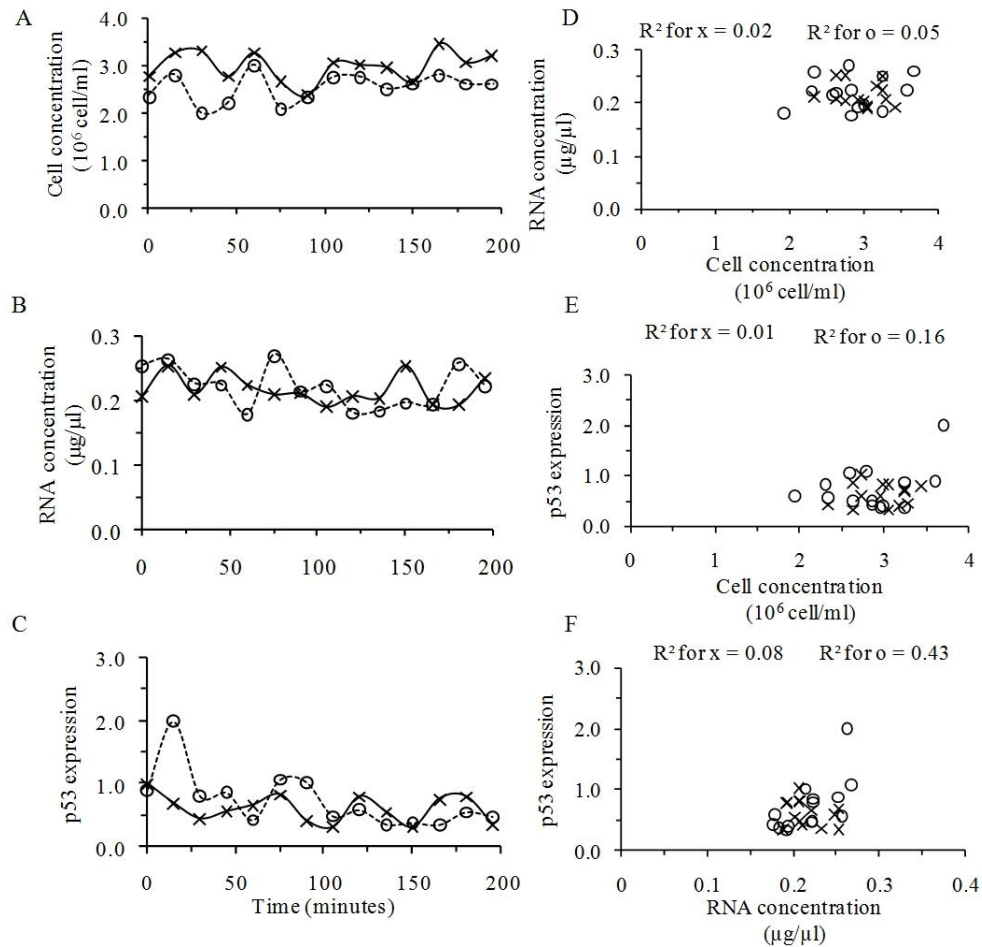 A
Cell concentration
(10⁶ cell/ml)
4.0
3.0
2.0
1.0
0.0
0
50
100
150
200
B
RNA concentration
(µg/µl)
0.3
0.2
0.1
0.0
0
50
100
150
200
C
p53 expression
3.0
2.0
1.0
0.0
0
50
100
150
200
Time (minutes)
D
R² for x = 0.02
R² for o = 0.05
RNA concentration
(µg/µl)
0.3
0.2
0.1
0.0
0
1
2
3
4
Cell concentration
(10⁶ cell/ml)
E
R² for x = 0.01
R² for o = 0.16
p53 expression
3.0
2.0
1.0
0.0
0
1
2
3
4
Cell concentration
(10⁶ cell/ml)
F
R² for x = 0.08
R² for o = 0.43
p53 expression
3.0
2.0
1.0
0.0
0
0.1
0.2
0.3
0.4
RNA concentration
(µg/µl)